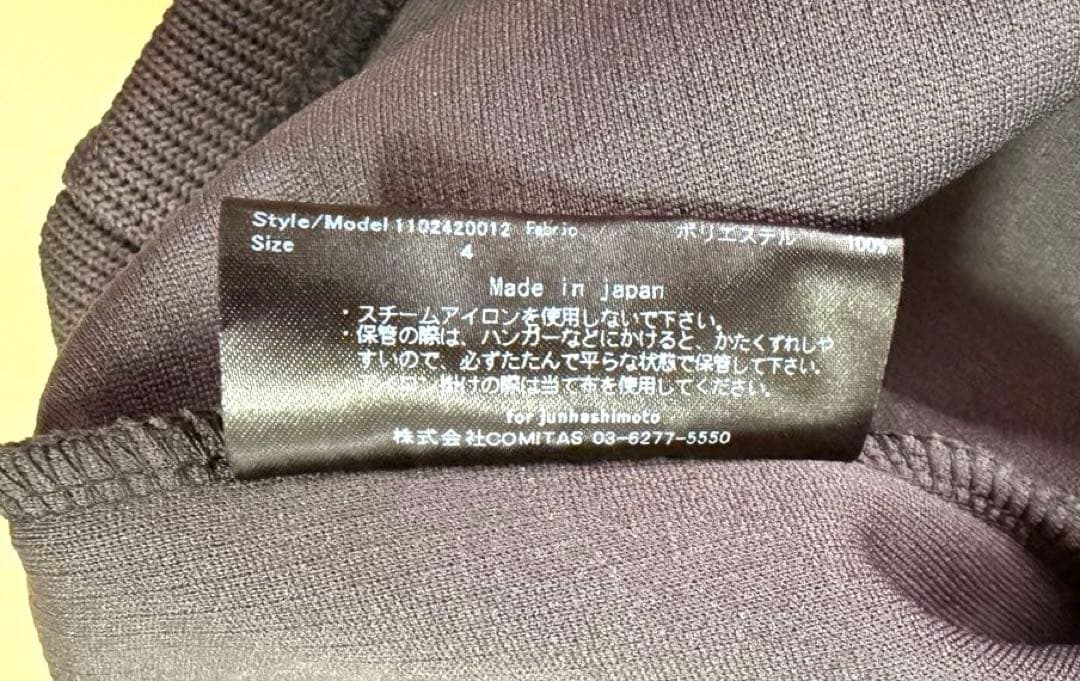 Style/Model 1102420012 Fabric ポリエステル 100%
Size 4
Made in japan
・スチームアイロンを使用しないで下さい。
・保管の際は、ハンガーなどにかけると、かたくずれしや
すいので、必ずたたんで平らな状態で保管して下さい。
アイロン掛けの際は当て布を使用してください。
for junhashimoto
株式会社COMITAS 03-6277-5550